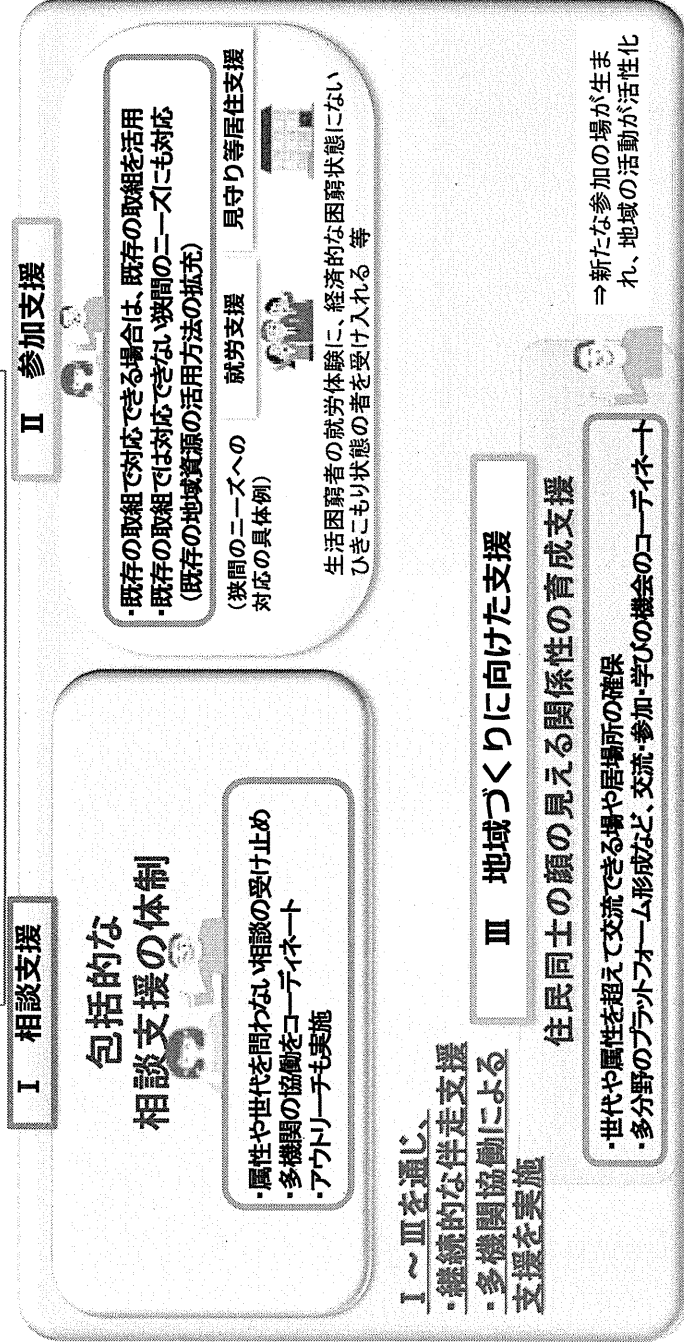 Ⅰ 相談支援
包括的な
相談支援の体制
・属性や世代を問わない相談の受け止め
・多機関の協働をコーディネート
・アウトリーチも実施
Ⅱ 参加支援
・既存の取組で対応できる場合は、既存の取組を活用
・既存の取組では対応できない狭間のニーズにも対応
(既存の地域資源の活用方法の拡充)
(狭間のニーズへの
対応の具体例)
就労支援
見守り等居住支援
生活困窮者の就労体験に、経済的な困窮状態にない
ひきこもり状態の者を受け入れる 等
Ⅰ~Ⅲを通じ、
・継続的な伴走支援
・多機関協働による
支援を実施
Ⅲ 地域づくりに向けた支援
住民同士の顔の見える関係性の育成支援
・世代や属性を超えて交流できる場や居場所の確保
・多分野のプラットフォーム形成など、交流・参加・学びの機会のコーディネート
⇒新たな参加の場が生ま
れ、地域の活動が活性化